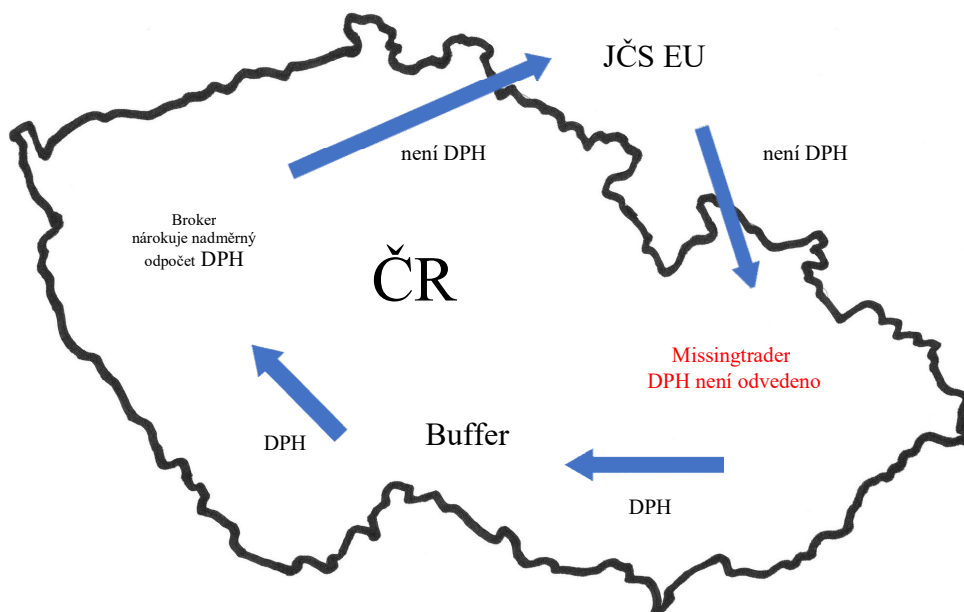 JČS EU
není DPH
není DPH
Broker
nárokuje nadměrný
odpočet DPH
ČR
Missingtrader
DPH není odvedeno
DPH
Buffer
DPH